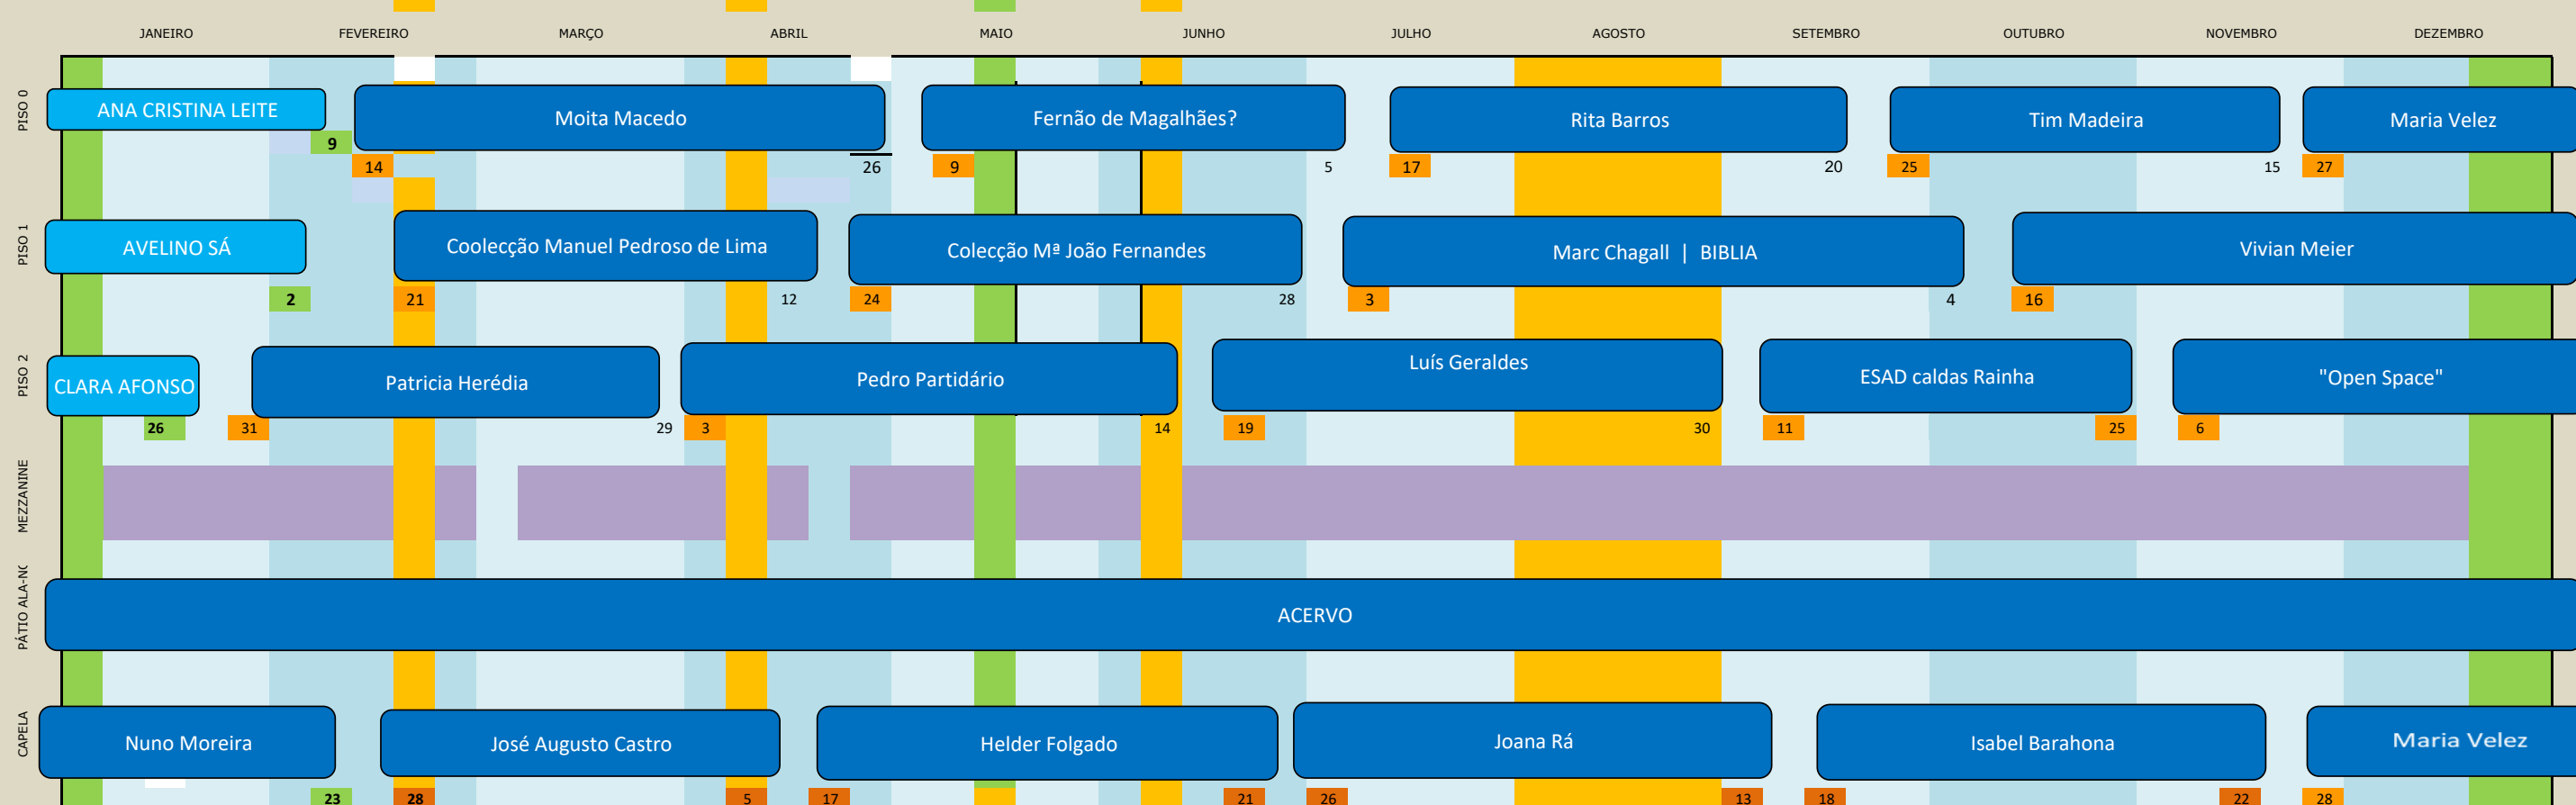 JANEIRO FEVEREIRO MARÇO ABRIL MAIO JUNHO JULHO AGOSTO SETEMBRO OUTUBRO NOVEMBRO DEZEMBRO
PISO 0
ANA CRISTINA LEITE Moita Macedo Fernão de Magalhães? Rita Barros Tim Madeira Maria Velez
9
14 26 9 5 17 20 25 15 27
PISO 1
AVELINO SÁ Coolecção Manuel Pedroso de Lima Colecção Mª João Fernandes Marc Chagall | BIBLIA Vivian Meier
2 21 12 24 28 3 4 16
PISO 2
CLARA AFONSO Patricia Herédia Pedro Partidário Luís Geraldes ESAD caldas Rainha "Open Space"
26 31 29 3 14 19 30 11 25 6
MEZZANINE
PÁTIO ALA-NO
ACERVO
CAPELA
Nuno Moreira José Augusto Castro Helder Folgado Joana Rá Isabel Barahona Maria Velez
23 28 5 17 21 26 13 18 22 28